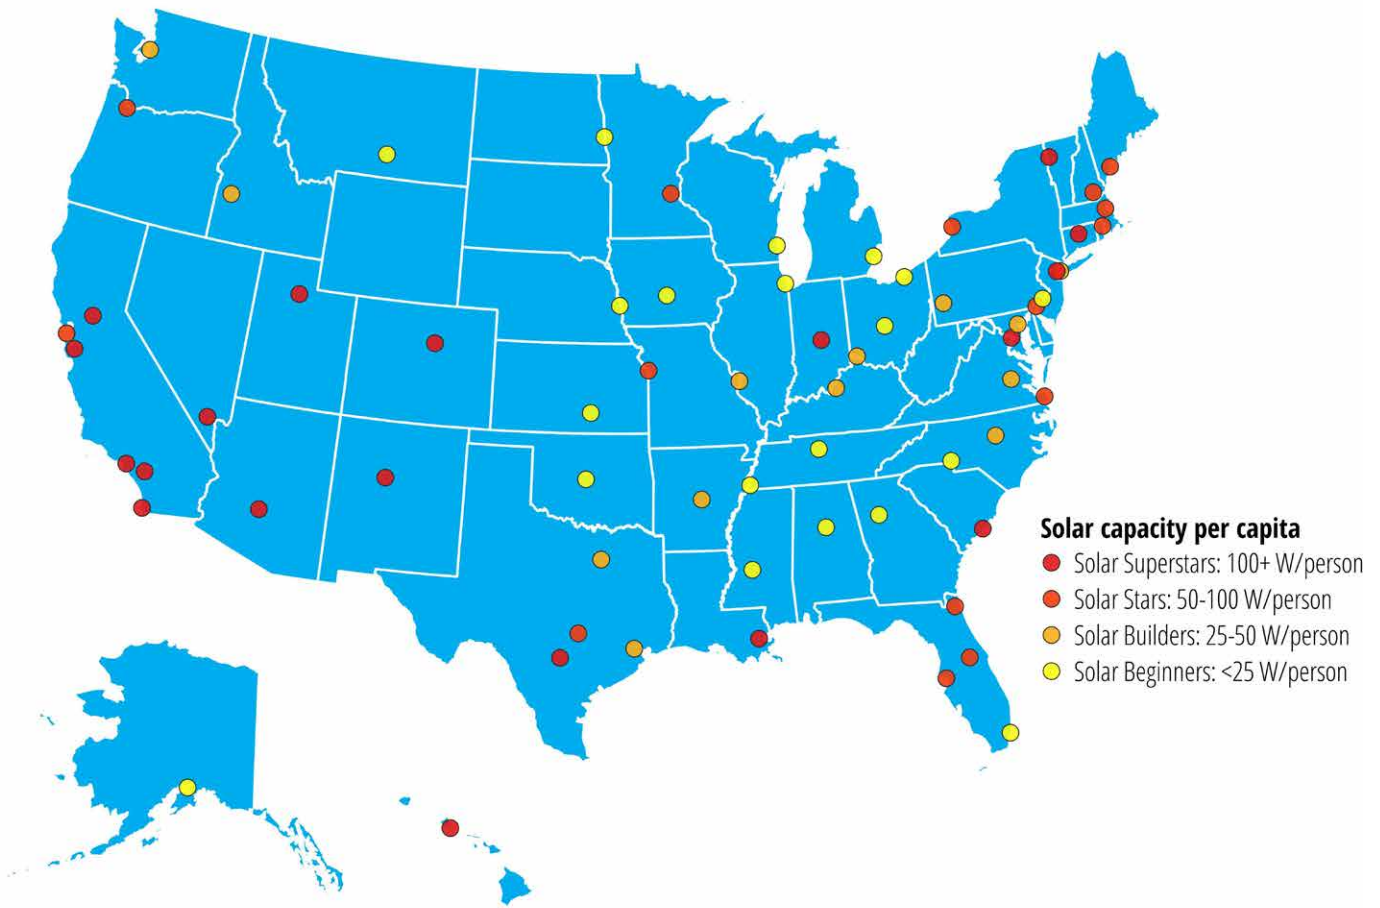 Solar capacity per capita
Solar Superstars: 100+ W/person
Solar Stars: 50-100 W/person
Solar Builders: 25-50 W/person
Solar Beginners: <25 W/person